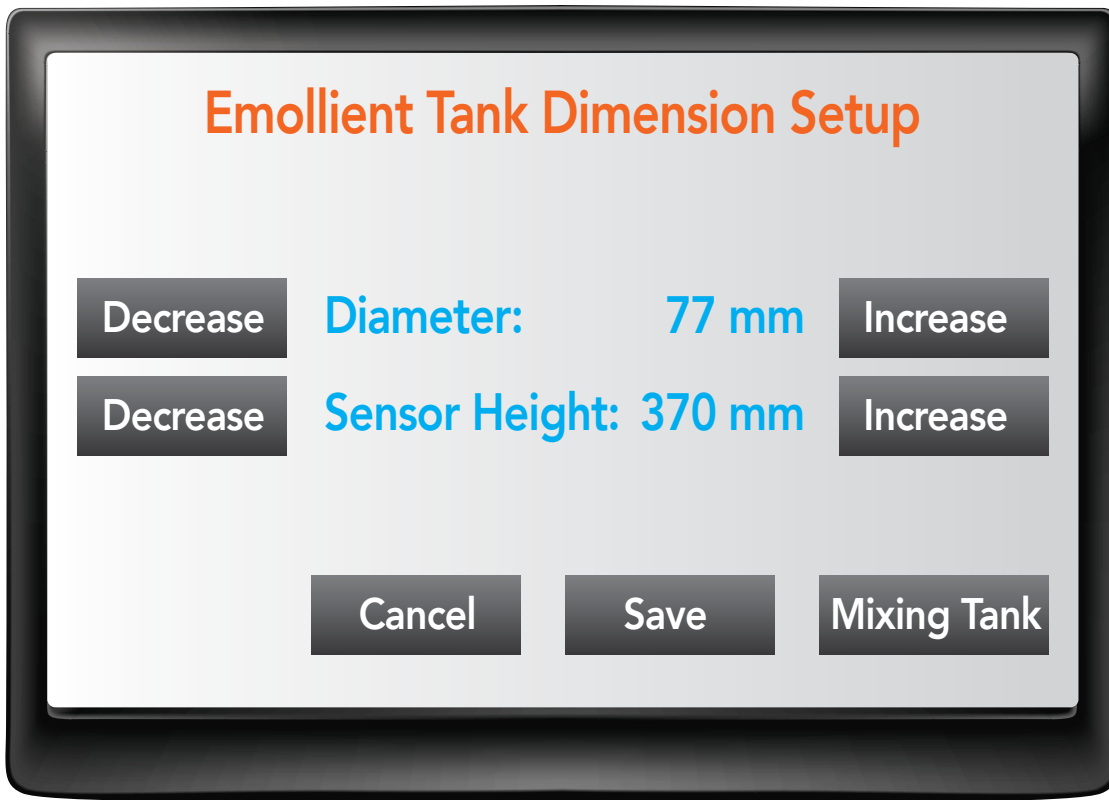 Emollient Tank Dimension Setup
Decrease Diameter: 77 mm Increase
Decrease Sensor Height: 370 mm Increase
Cancel Save Mixing Tank